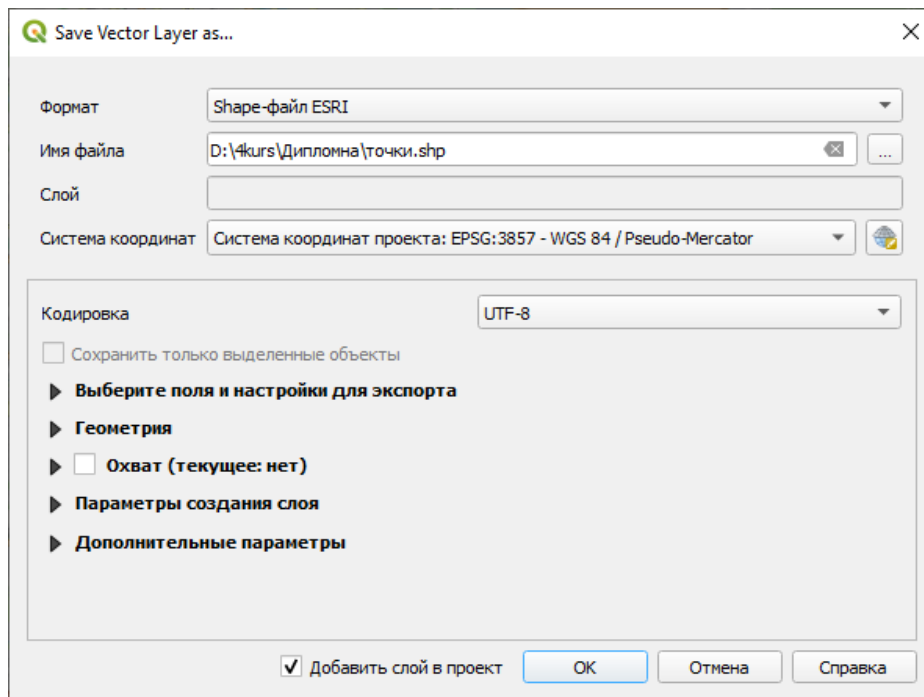 Save Vector Layer as...
Формат Shape-файл ESRI
Имя файла D:\4kurs\Дипломна\точки.shp ...
Слой
Система координат Система координат проекта: EPSG:3857 - WGS 84 / Pseudo-Mercator
Кодировка UTF-8
Сохранить только выделенные объекты
Выберите поля и настройки для экспорта
Геометрия
Охват (текущее: нет)
Параметры создания слоя
Дополнительные параметры
Добавить слой в проект OK Отмена Справка